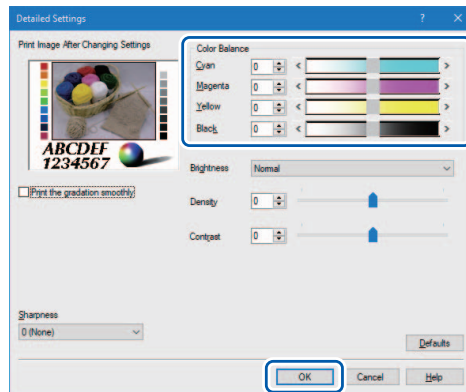 Detailed Settings
Print Image After Changing Settings
ABCDEF
1234567
Print the gradation smoothly
Color Balance
Cyan 0
Magenta 0
Yellow 0
Black 0
Brightness Normal
Density 0
Contrast 0
Sharpness
0 (None)
Defaults
OK Cancel Help